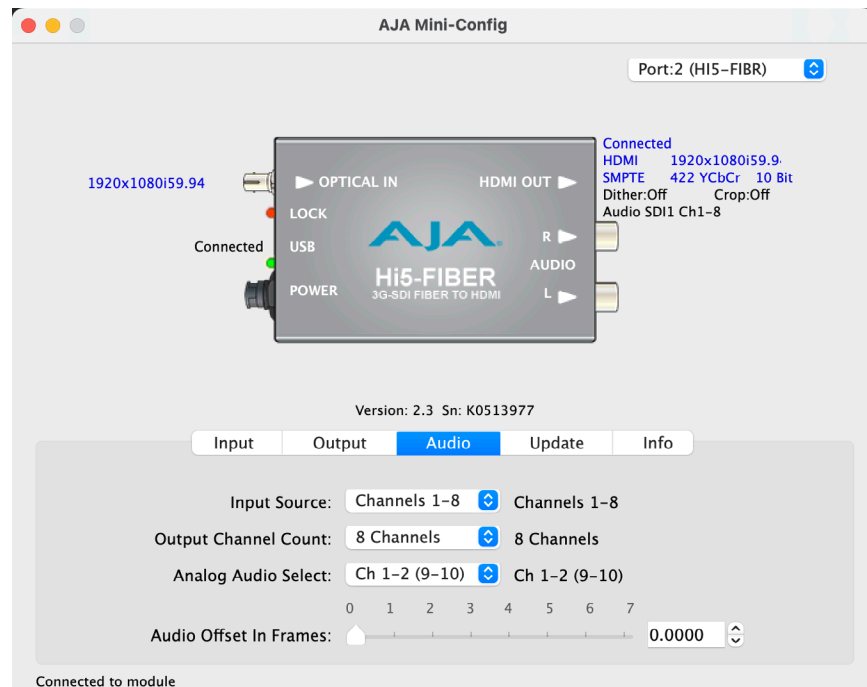 AJA Mini-Config
Port:2 (HI5-FIBR)
Connected
HDMI 1920x1080i59.9
SMPTE 422 YCbCr 10 Bit
Dither:Off Crop:Off
Audio SDI1 Ch1-8
1920x1080i59.94
OPTICAL IN HDMI OUT
LOCK
Connected USB
AJA
R
AUDIO
Hi5-FIBER
POWER
3G-SDI FIBER TO HDMI
L
Version: 2.3 Sn: K0513977
Input Output Audio Update Info
Input Source: Channels 1-8 Channels 1-8
Output Channel Count: 8 Channels 8 Channels
Analog Audio Select: Ch 1-2 (9-10) Ch 1-2 (9-10)
0 1 2 3 4 5 6 7
Audio Offset In Frames: 0.0000
Connected to module